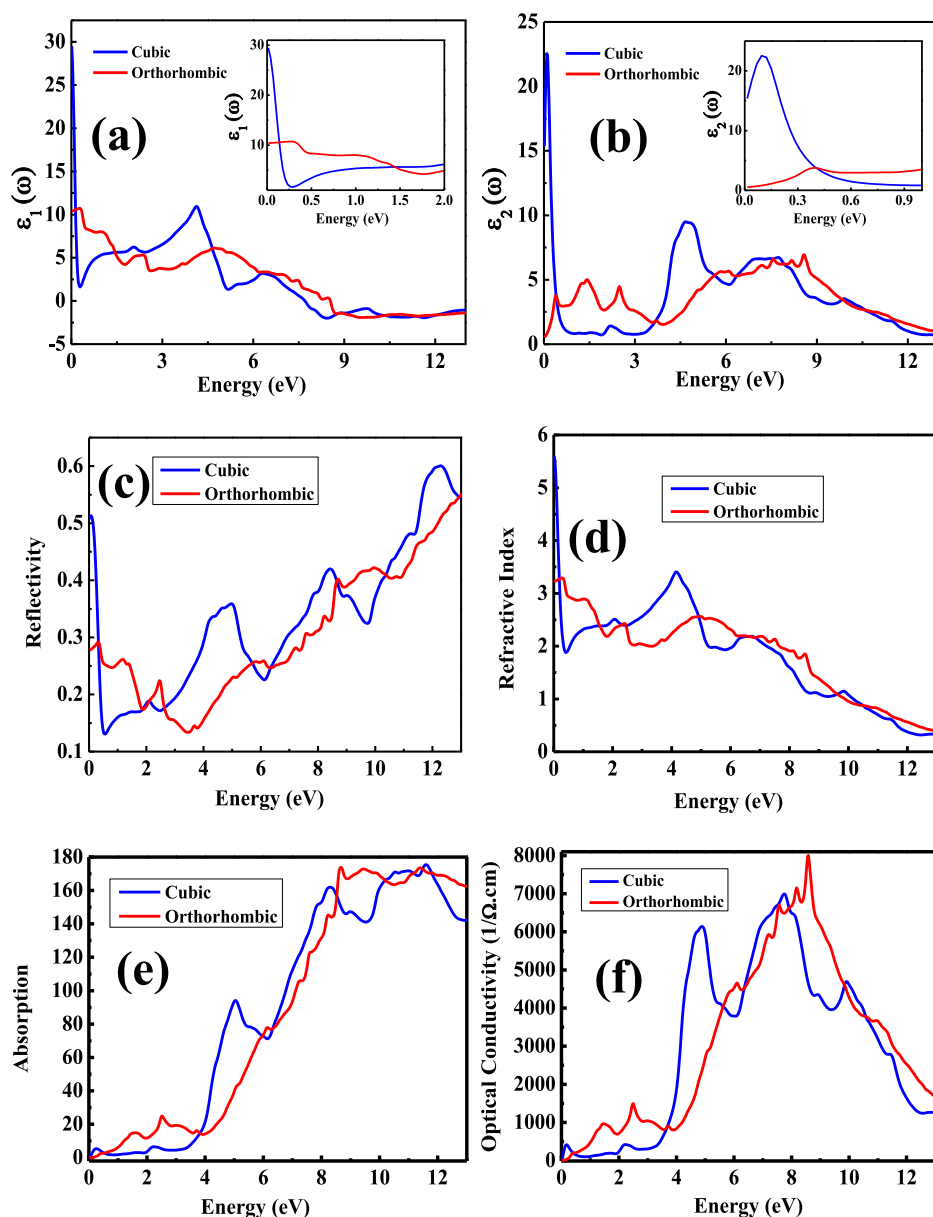 30
25
20
15
10
5
0
-5
ε₁ (ω)
Cubic
Orthorhombic
(a)
30
20
10
ε₁ (ω)
0.0 0.5 1.0 1.5 2.0
Energy (eV)
0 3 6 9 12
Energy (eV)
25
20
15
10
5
0
ε₂ (ω)
Cubic
Orthorhombic
(b)
20
10
0
ε₂ (ω)
0.0 0.3 0.6 0.9
Energy (eV)
0 3 6 9 12
Energy (eV)
0.6
0.5
0.4
0.3
0.2
0.1
Reflectivity
(c)
Cubic
Orthorhombic
0 2 4 6 8 10 12
Energy (eV)
6
5
4
3
2
1
0
Refractive Index
(d)
Cubic
Orthorhombic
0 2 4 6 8 10 12
Energy (eV)
180
160
140
120
100
80
60
40
20
0
Absorption
Cubic
Orthorhombic
(e)
0 2 4 6 8 10 12
Energy (eV)
8000
7000
6000
5000
4000
3000
2000
1000
0
Optical Conductivity (1/Ω.cm)
Cubic
Orthorhombic
(f)
0 2 4 6 8 10 12
Energy (eV)